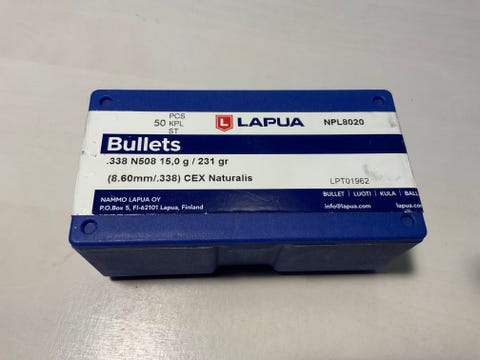 PCS
50 KPL
ST
LAPUA
NPL8020
Bullets
.338 N508 15,0 g / 231 gr
(8.60mm/.338) CEX Naturalis
LPT01962
NAMMO LAPUA OY
P.O.Box 5, FI-62101 Lapua, Finland
BULLET | LUOTI | KULA | BAL
info@lapua.com
lapua.com